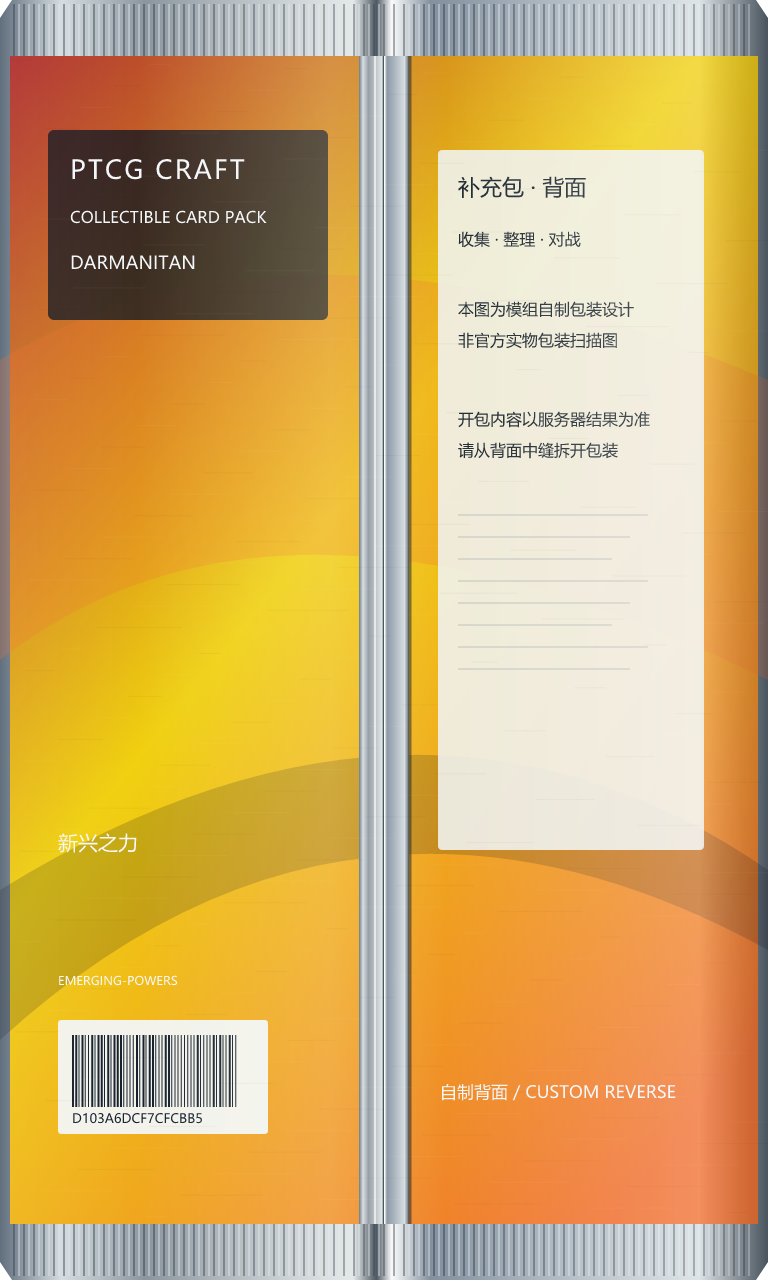 PTCG CRAFT
COLLECTIBLE CARD PACK
DARMANITAN
新兴之力
EMERGING-POWERS
D103A6DCF7CFCBB5
补充包 · 背面
收集 · 整理 · 对战
本图为模组自制包装设计
非官方实物包装扫描图
开包内容以服务器结果为准
请从背面中缝拆开包装
自制背面 / CUSTOM REVERSE